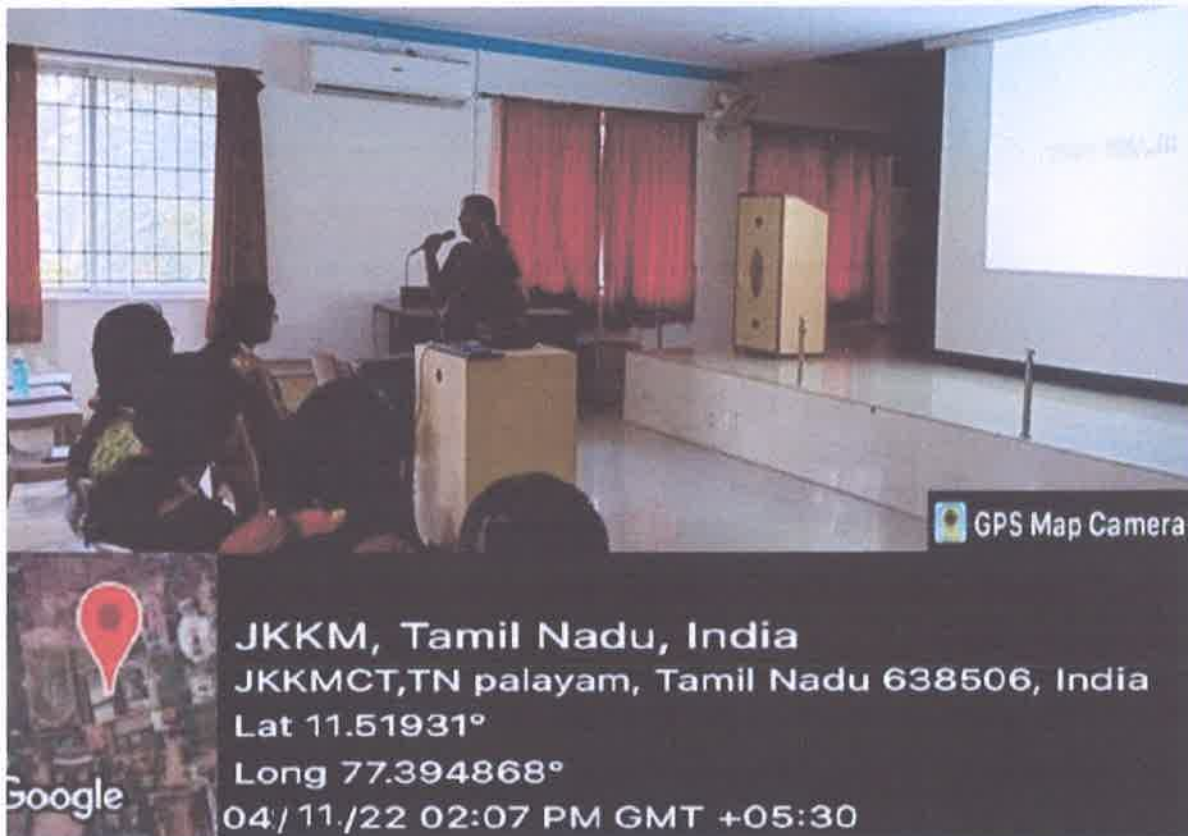 GPS Map Camera
JKKM, Tamil Nadu, India
JKKMCT,TN palayam, Tamil Nadu 638506, India
Lat 11.51931°
Long 77.394868°
Google
04/11./22 02:07 PM GMT +05:30